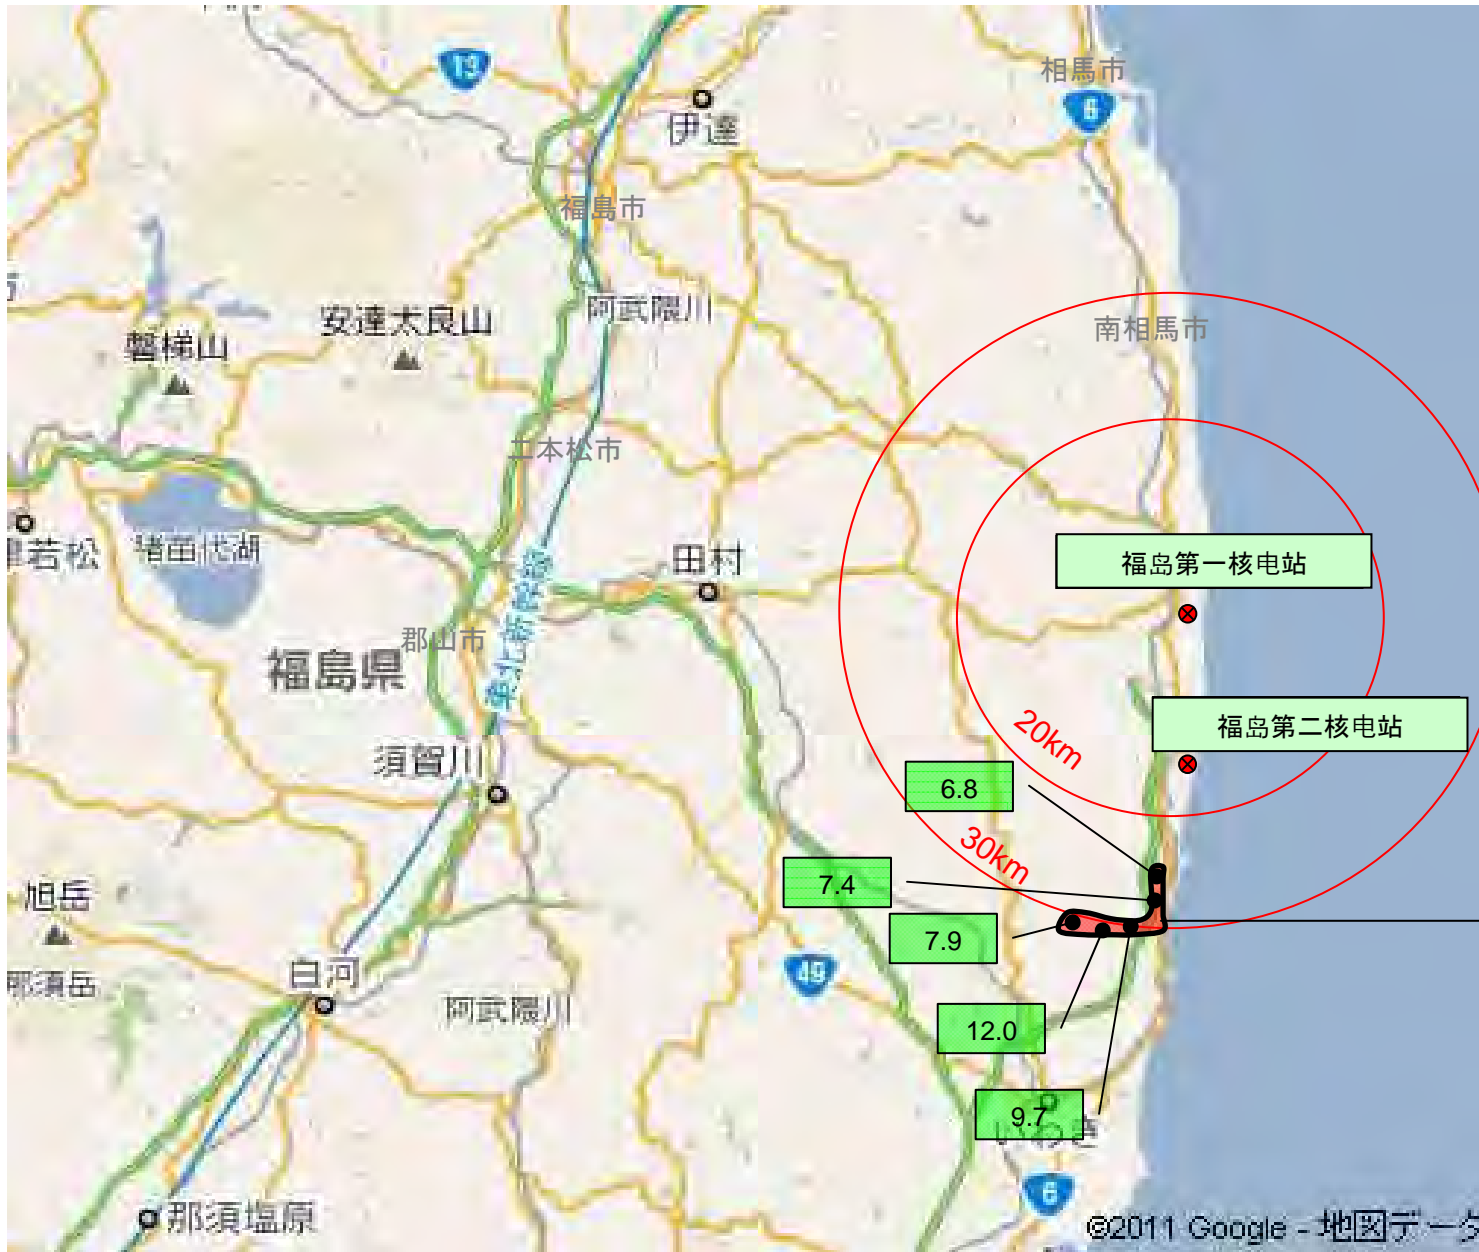 相馬市
13
6
伊達
福島市
阿武隈川
安達太良山
磐梯山
南相馬市
二本松市
若松
猪苗代湖
東北新幹線
田村
福岛第一核电站
郡山市
福島県
福岛第二核电站
20km
須賀川
6.8
30km
7.4
旭岳
7.9
49
白河
那須岳
阿武隈川
12.0
9.7
いわき
6
那須塩原
©2011 Google - 地図データ